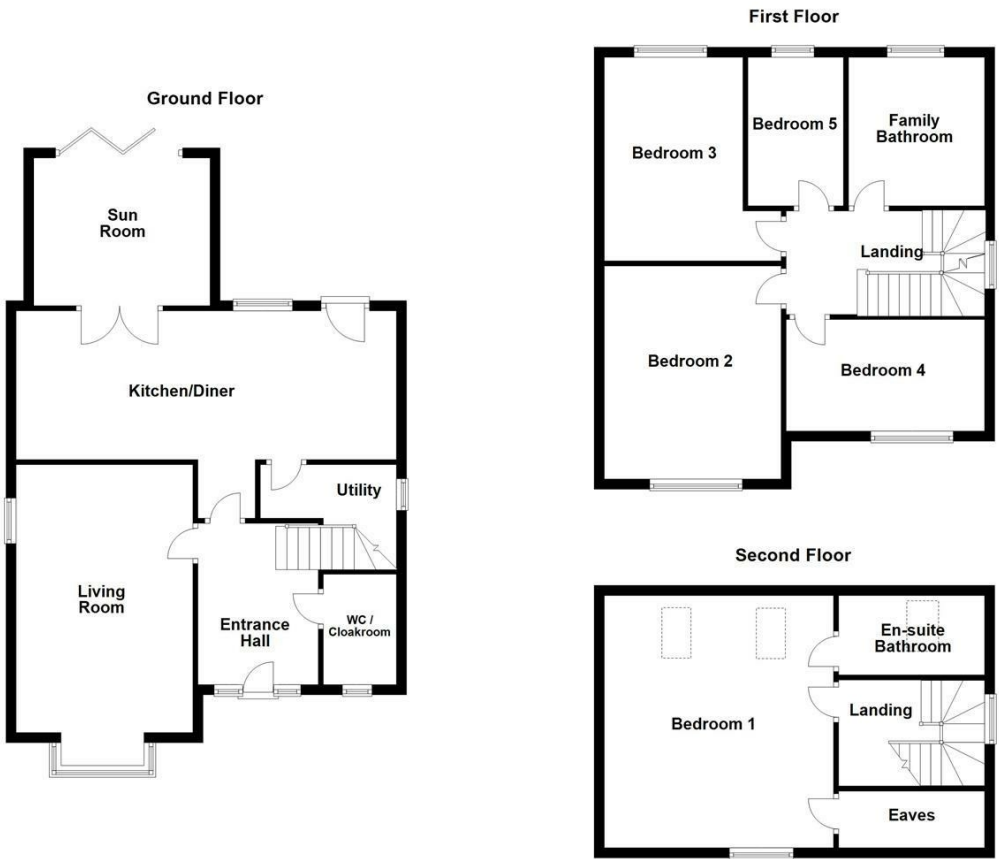 Ground Floor
Sun
Room
Kitchen/Diner
Utility
Living
Room
Entrance
Hall
WC /
Cloakroom
First Floor
Bedroom 3
Bedroom 5
Family
Bathroom
Landing
Bedroom 2
Bedroom 4
Second Floor
Bedroom 1
En-suite
Bathroom
Landing
Eaves